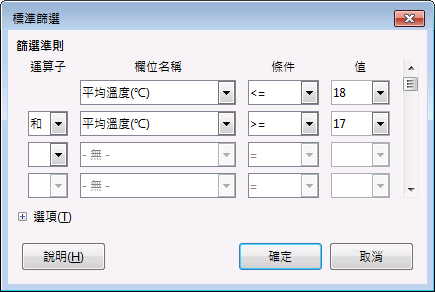 標準篩選
篩選準則
運算子 欄位名稱 條件 值
平均溫度(℃) <= 18
和 平均溫度(℃) >= 17
- 無 - =
- 無 - =
選項(T)
說明(H) 確定 取消